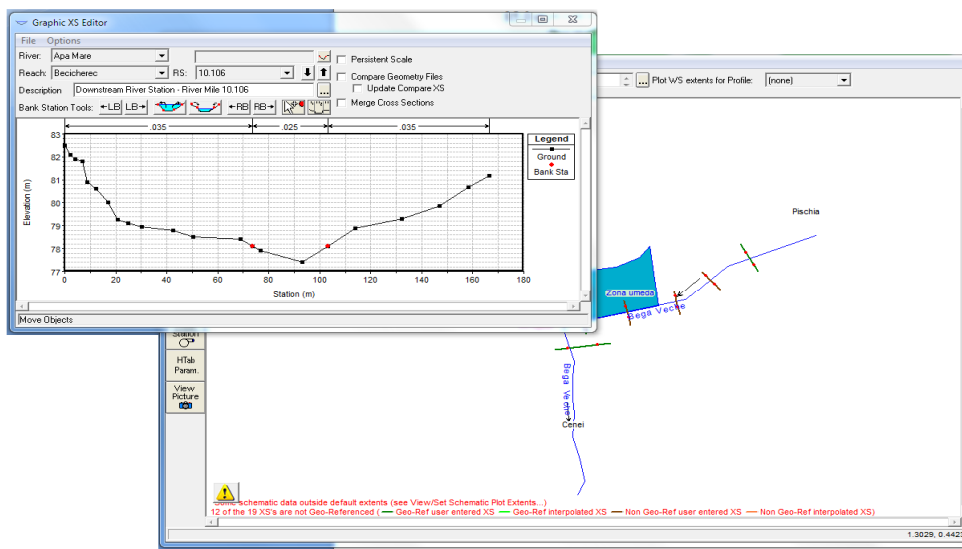 Graphic XS Editor
File Options
River: Apa Mare
Persistent Scale
Reach: Becicherec RS: 10.106
Compare Geometry Files
Update Compare XS
Description Downstream River Station - River Mile 10.106 ...
Bank Station Tools: ←LB LB→ ←RB RB→
Merge Cross Sections
.035 .025 .035
Legend
Ground
Bank Sta
Elevation (m)
83
82
81
80
79
78
77
0 20 40 60 80 100 120 140 160 180
Station (m)
Move Objects
... Plot WS extents for Profile: (none)
Pischia
Zona umeda
Bega Veche
Bega Veche
Cenei
Station
HTab
Param.
View
Picture
Some schematic data outside default extents (see View/Set Schematic Plot Extents...)
12 of the 19 XS's are not Geo-Referenced ( — Geo-Ref user entered XS — Geo-Ref interpolated XS — Non Geo-Ref user entered XS — Non Geo-Ref interpolated XS)
1.3029, 0.442